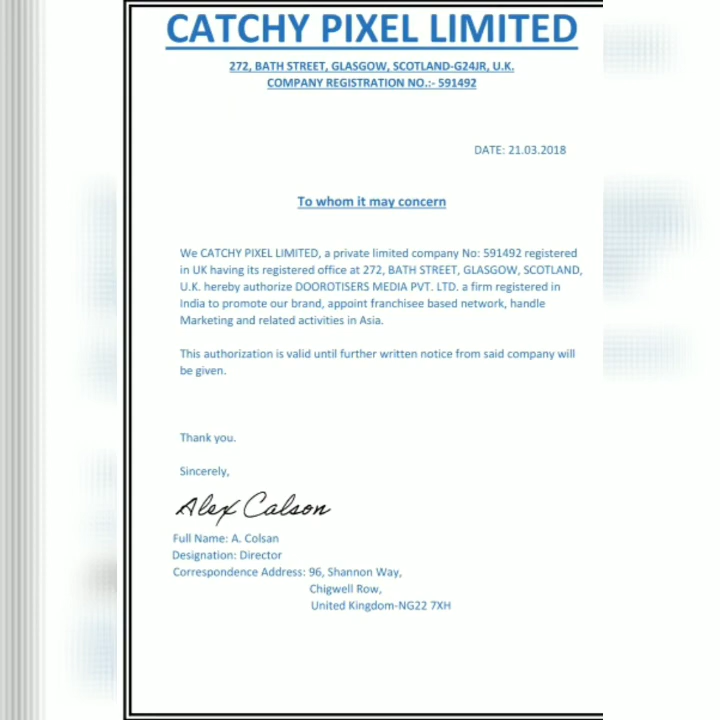 CATCHY PIXEL LIMITED
272, BATH STREET, GLASGOW, SCOTLAND-G24JR, U.K.
COMPANY REGISTRATION NO.:- 591492
DATE: 21.03.2018
To whom it may concern
We CATCHY PIXEL LIMITED, a private limited company No: 591492 registered
in UK having its registered office at 272, BATH STREET, GLASGOW, SCOTLAND,
U.K. hereby authorize DOOROTISERS MEDIA PVT. LTD. a firm registered in
India to promote our brand, appoint franchisee based network, handle
Marketing and related activities in Asia.
This authorization is valid until further written notice from said company will
be given.
Thank you.
Sincerely,
Alex Calson
Full Name: A. Colsan
Designation: Director
Correspondence Address: 96, Shannon Way,
Chigwell Row,
United Kingdom-NG22 7XH